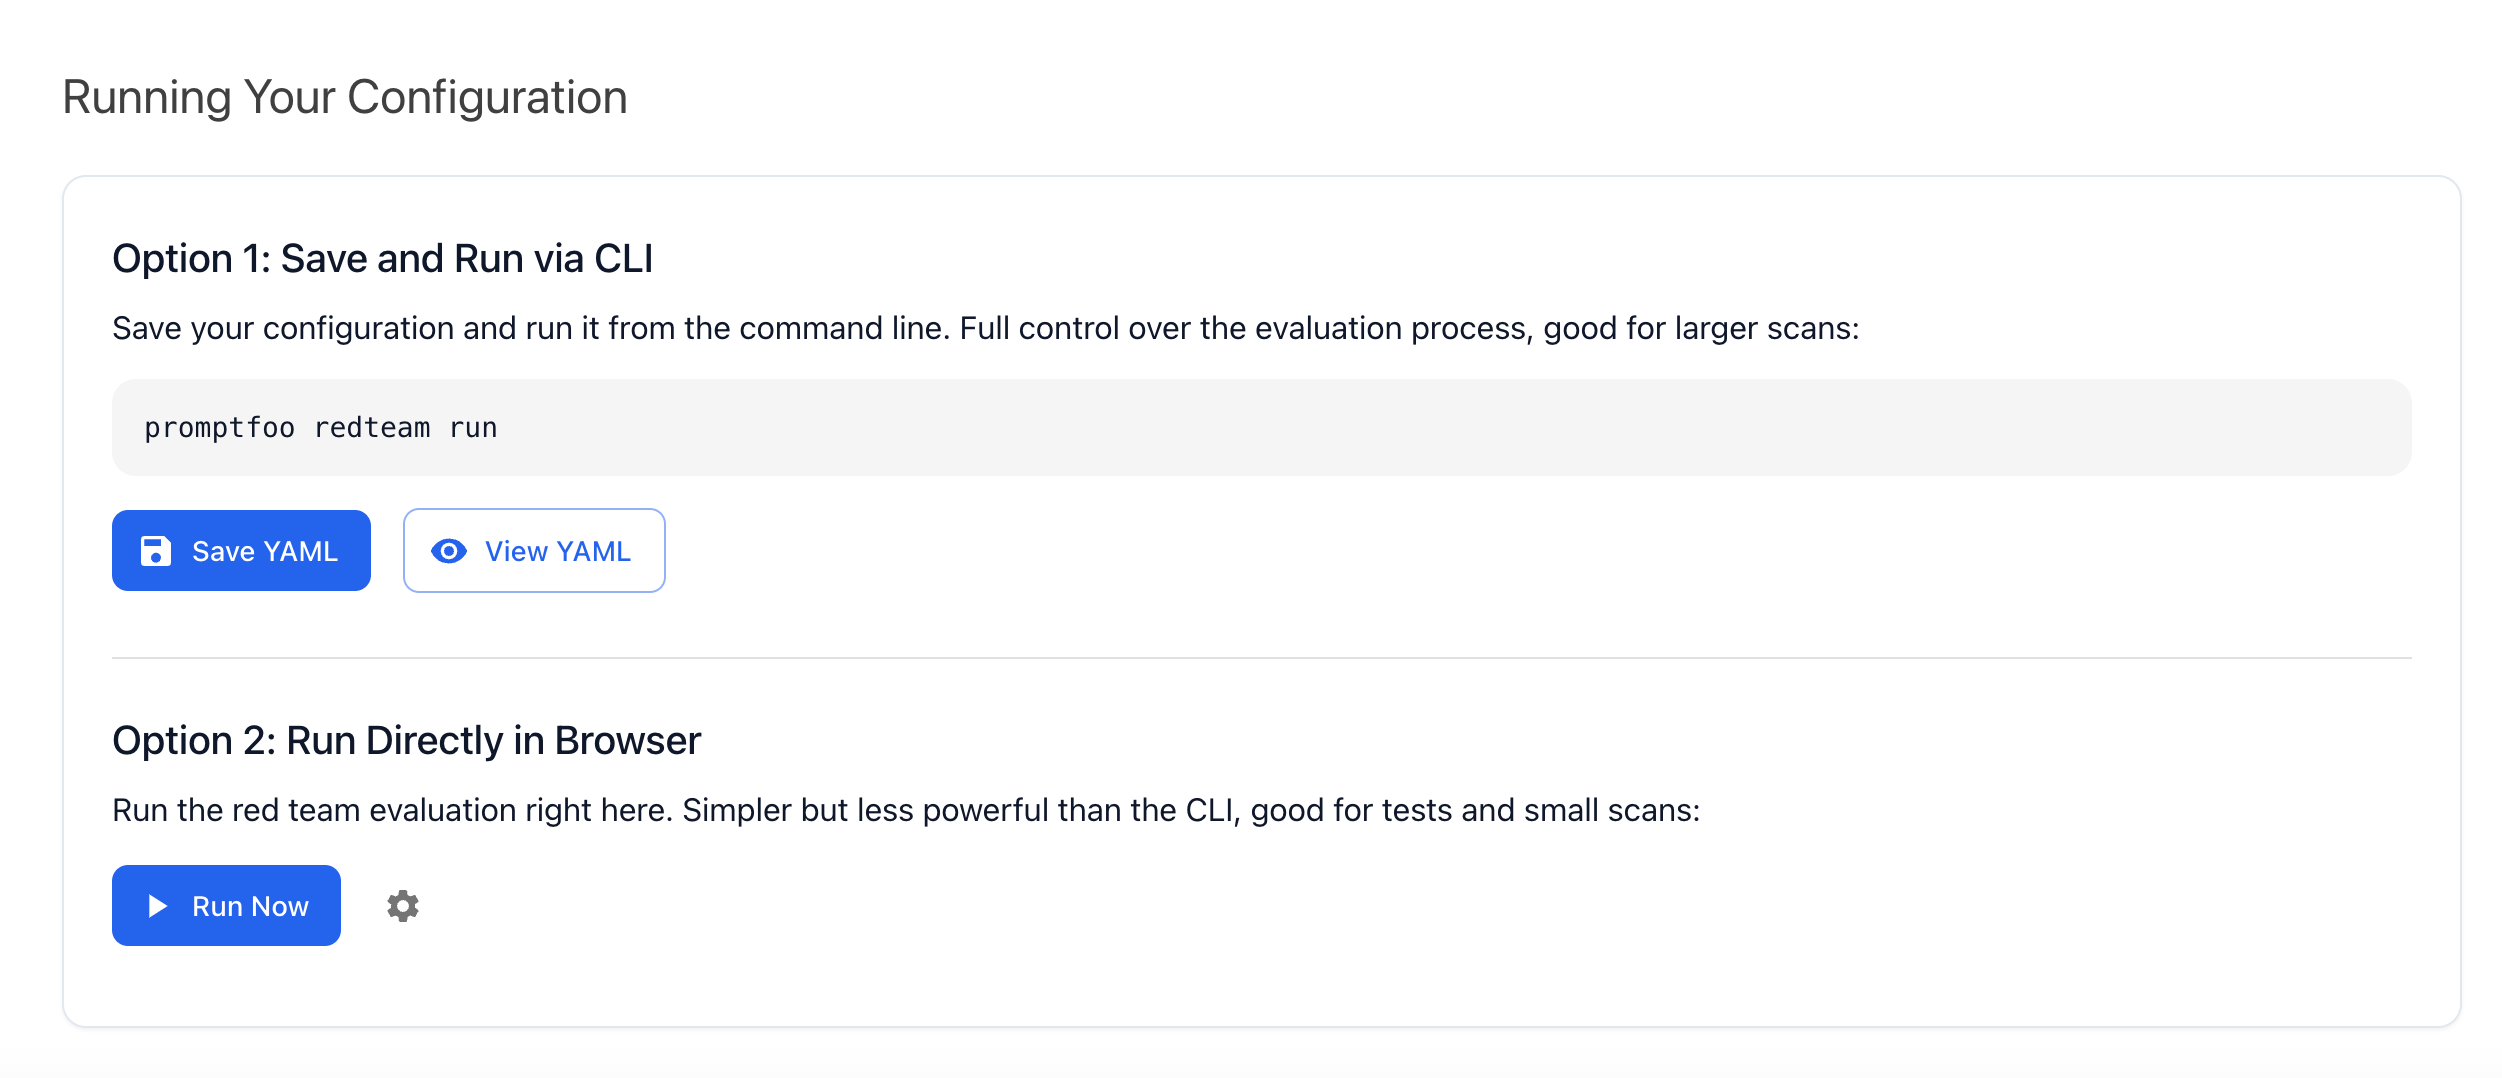 Running Your Configuration
Option 1: Save and Run via CLI
Save your configuration and run it from the command line. Full control over the evaluation process, good for larger scans:
promptfoo redteam run
Save YAML
View YAML
Option 2: Run Directly in Browser
Run the red team evaluation right here. Simpler but less powerful than the CLI, good for tests and small scans:
Run Now